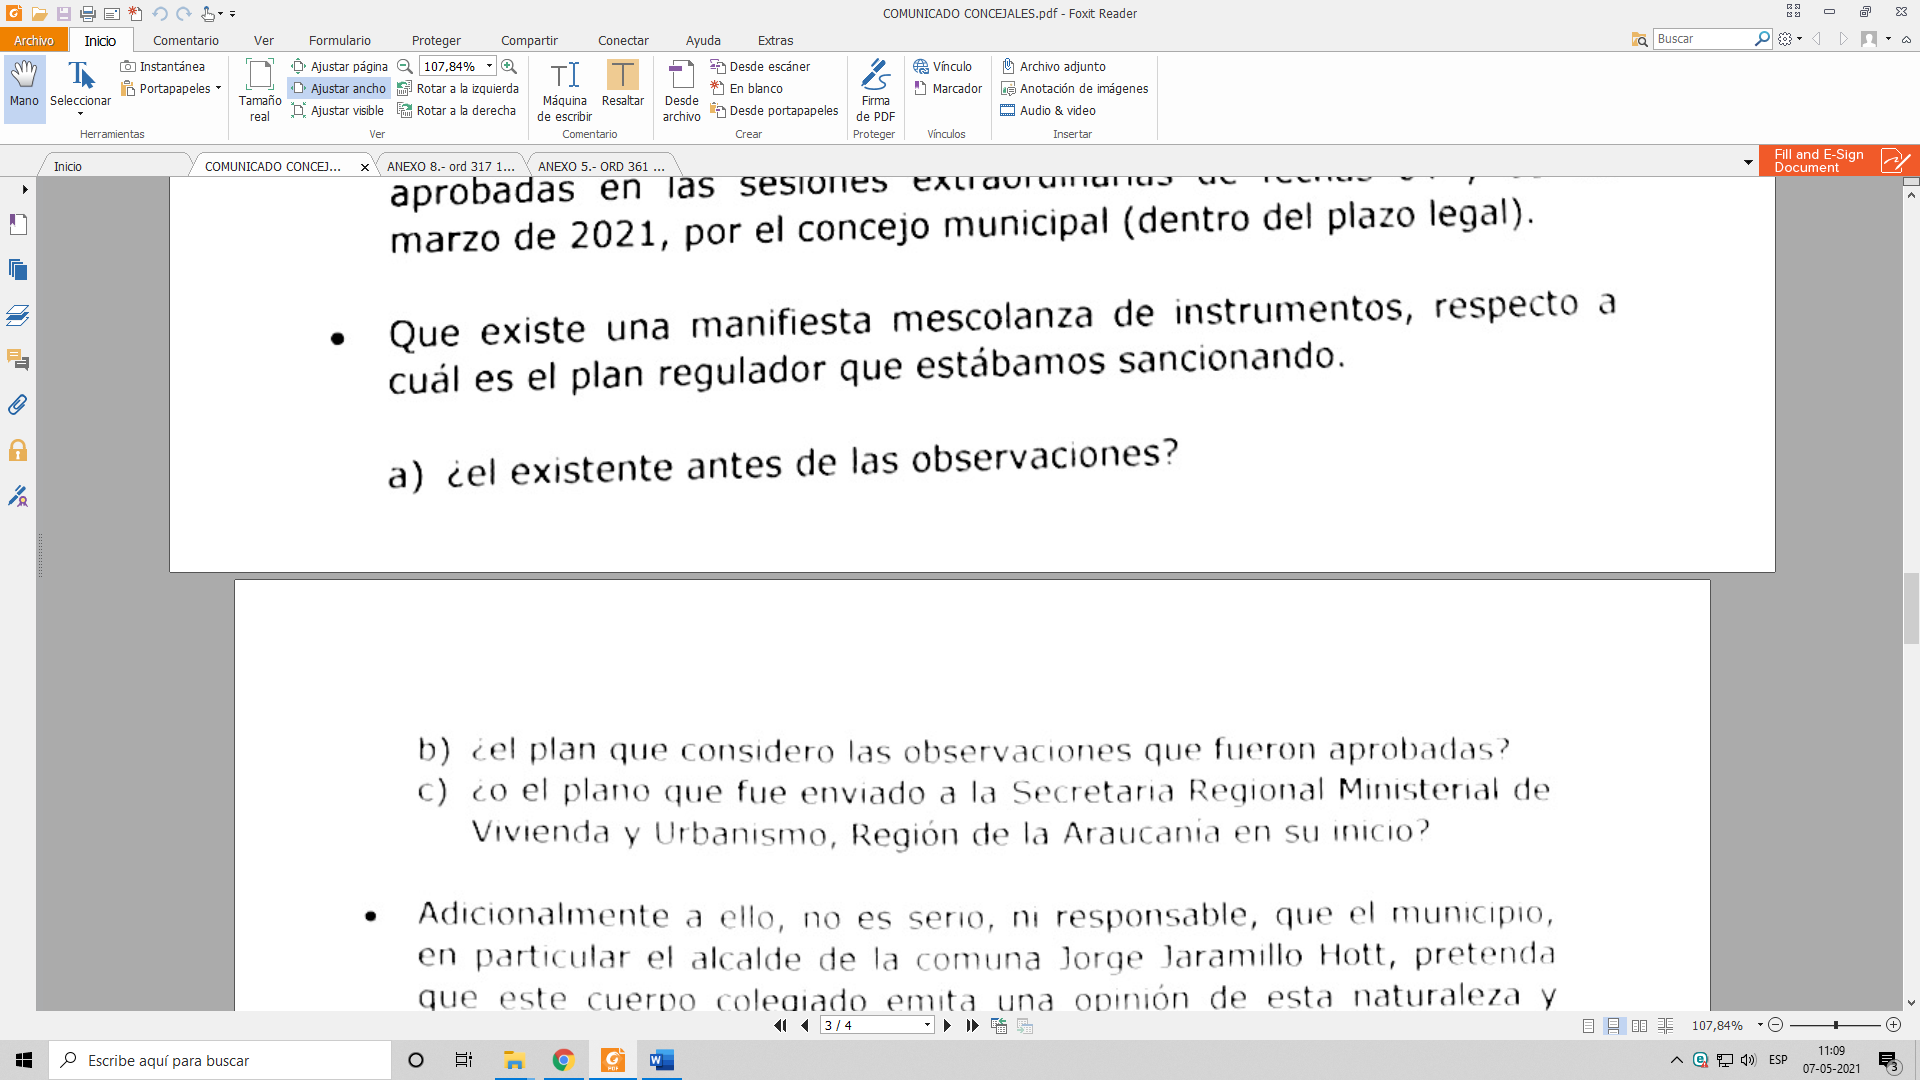 COMUNICADO CONCEJALES.pdf - Foxit Reader
Archivo Inicio Comentario Ver Formulario Proteger Compartir Conectar Ayuda Extras Buscar
Mano
Seleccionar
Instantánea
Portapapeles
Herramientas
Tamaño real
Ajustar página
Ajustar ancho
Ajustar visible
107,84%
Rotar a la izquierda
Rotar a la derecha
Ver
Máquina de escribir
Resaltar
Comentario
Desde archivo
Desde escáner
En blanco
Desde portapapeles
Crear
Firma de PDF
Proteger
Vínculo
Marcador
Vínculos
Archivo adjunto
Anotación de imágenes
Audio & video
Insertar
Inicio COMUNICADO CONCEJ... ANEXO 8.- ord 317 1... ANEXO 5.- ORD 361 ...
Fill and E-Sign
Document
aprobadas en las sesiones extraordinarias de fechas
marzo de 2021, por el concejo municipal (dentro del plazo legal).
• Que existe una manifiesta mescolanza de instrumentos, respecto a
cuál es el plan regulador que estábamos sancionando.
a) ¿el existente antes de las observaciones?
b) ¿el plan que considero las observaciones que fueron aprobadas?
c) ¿o el plano que fue enviado a la Secretaria Regional Ministerial de
Vivienda y Urbanismo, Región de la Araucanía en su inicio?
• Adicionalmente a ello, no es serio, ni responsable, que el municipio,
en particular el alcalde de la comuna Jorge Jaramillo Hott, pretenda
que este cuerpo colegiado emita una opinión de esta naturaleza y
3 / 4
107,84%
Escribe aquí para buscar
ESP
11:09
07-05-2021
3